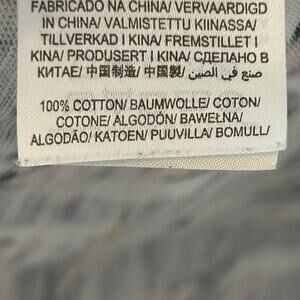 FABRICADO NA CHINA/ VERVAARDIGD
IN CHINA/ VALMISTETTU KIINASSA/
TILLVERKAD I KINA/ FREMSTILLET I
KINA/ PRODUSERT I KINA/ СДЕЛАНО В
КИТАЕ/ 中国制造/ 中国製/ صنع في الصين/
100% COTTON/ BAUMWOLLE/ COTON/
COTONE/ ALGODÓN/ BAWEŁNA/
ALGODÃO/ KATOEN/ PUUVILLA/ BOMULL/